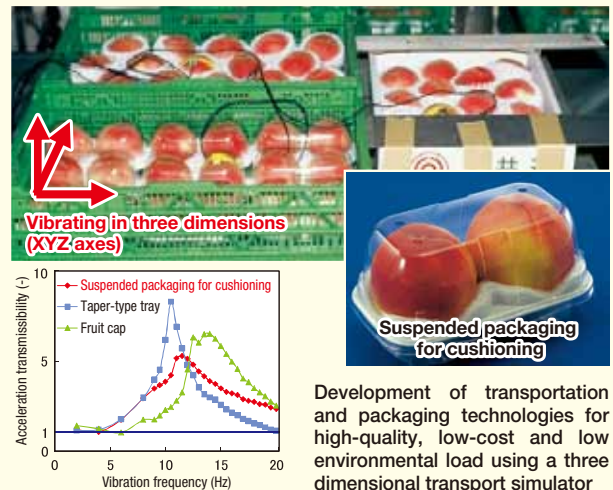 Vibrating in three dimensions
(XYZ axes)
Suspended packaging
for cushioning
Acceleration transmissibility (-)
10
5
1
0
Suspended packaging for cushioning
Taper-type tray
Fruit cap
0
5
10
15
20
Vibration frequency (Hz)
Development of transportation
and packaging technologies for
high-quality, low-cost and low
environmental load using a three
dimensional transport simulator